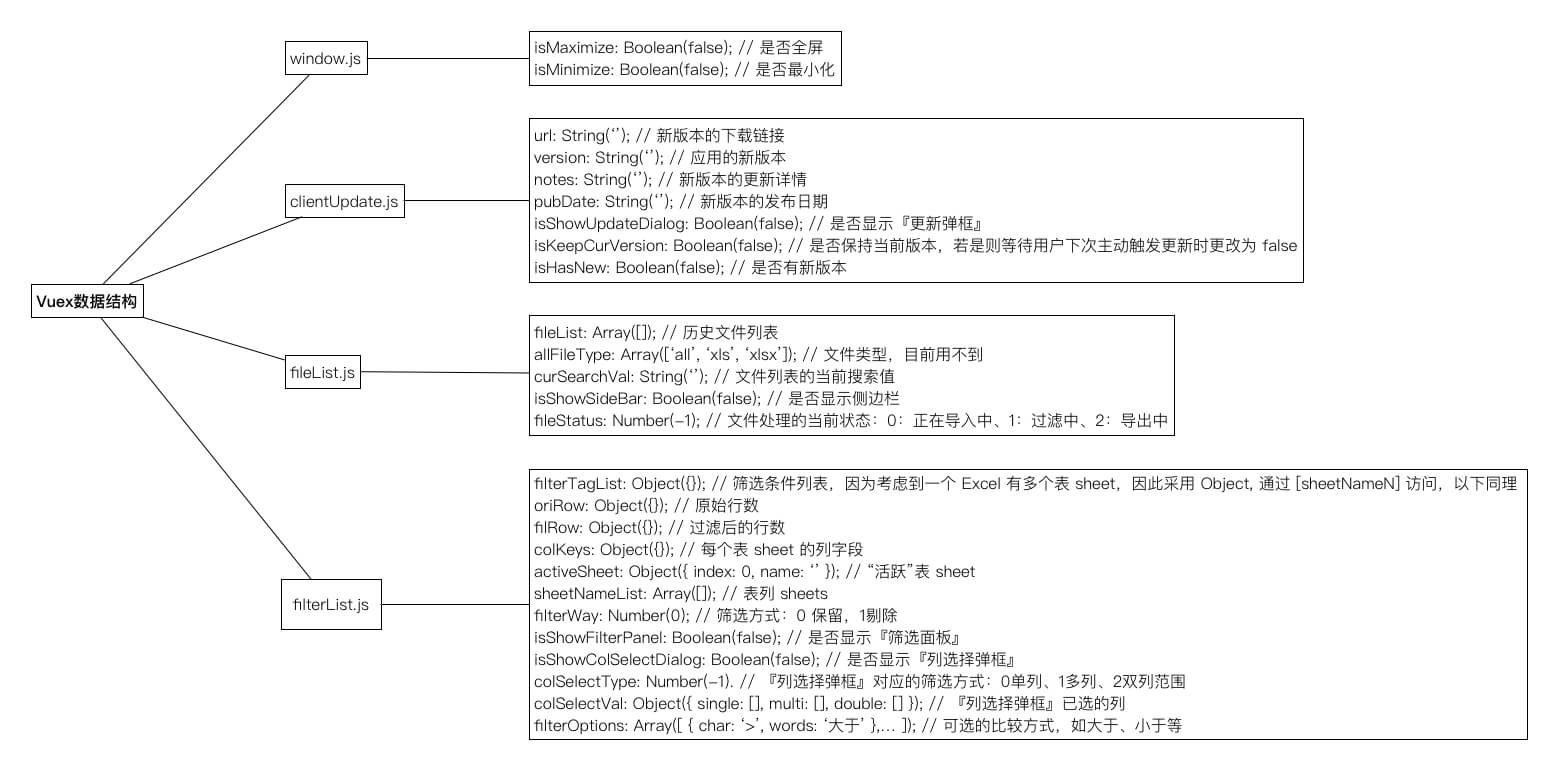 Vuex数据结构
window.js
isMaximize: Boolean(false); // 是否全屏
isMinimize: Boolean(false); // 是否最小化
clientUpdate.js
url: String(‘’); // 新版本的下载链接
version: String(‘’); // 应用的新版本
notes: String(‘’); // 新版本的更新详情
pubDate: String(‘’); // 新版本的发布日期
isShowUpdateDialog: Boolean(false); // 是否显示『更新弹框』
isKeepCurVersion: Boolean(false); // 是否保持当前版本，若是则等待用户下次主动触发更新时更改为 false
isHasNew: Boolean(false); // 是否有新版本
fileList.js
fileList: Array([]); // 历史文件列表
allFileType: Array([‘all’, ‘xls’, ‘xlsx’]); // 文件类型，目前用不到
curSearchVal: String(‘’); // 文件列表的当前搜索值
isShowSideBar: Boolean(false); // 是否显示侧边栏
fileStatus: Number(-1); // 文件处理的当前状态：0：正在导入中、1：过滤中、2：导出中
filterList.js
filterTagList: Object({}); // 筛选条件列表，因为考虑到一个 Excel 有多个表 sheet，因此采用 Object, 通过 [sheetNameN] 访问，以下同理
oriRow: Object({}); // 原始行数
filRow: Object({}); // 过滤后的行数
colKeys: Object({}); // 每个表 sheet 的列字段
activeSheet: Object({ index: 0, name: ‘’ }); // “活跃”表 sheet
sheetNameList: Array([]); // 表列 sheets
filterWay: Number(0); // 筛选方式：0 保留，1剔除
isShowFilterPanel: Boolean(false); // 是否显示『筛选面板』
isShowColSelectDialog: Boolean(false); // 是否显示『列选择弹框』
colSelectType: Number(-1). // 『列选择弹框』对应的筛选方式：0单列、1多列、2双列范围
colSelectVal: Object({ single: [], multi: [], double: [] }); // 『列选择弹框』已选的列
filterOptions: Array([ { char: ‘>’, words: ‘大于’ },... ]); // 可选的比较方式，如大于、小于等